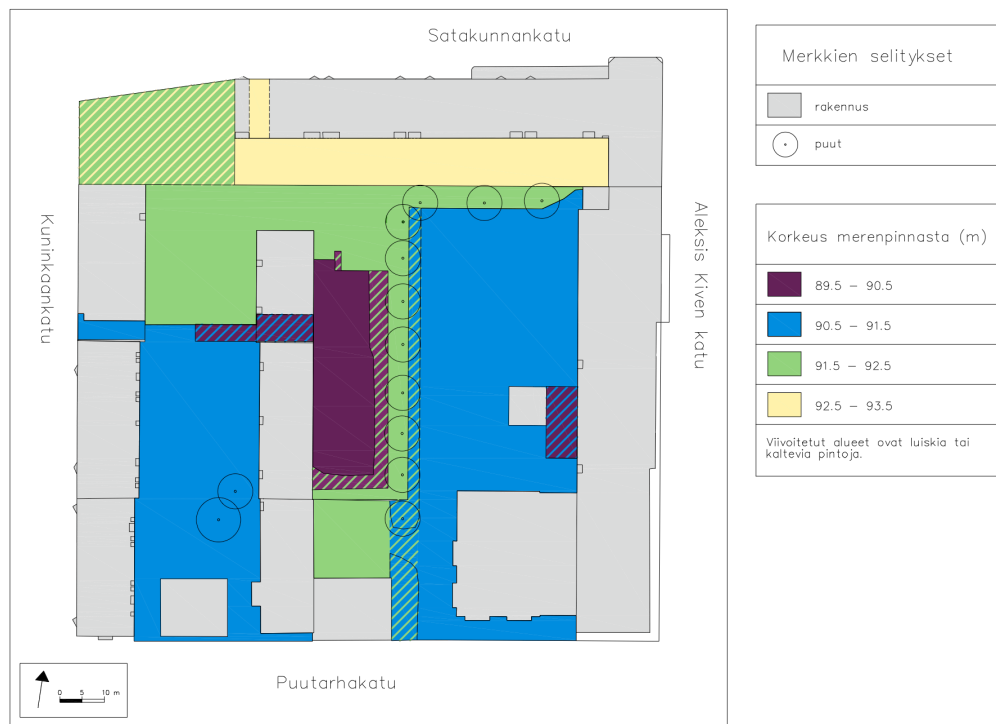 Satakunnankatu
Kuninkaankatu
Aleksis Kiven katu
Puutarhakatu
0 5 10 m
Merkkien selitykset
rakennus
puut
Korkeus merenpinnasta (m)
89.5 – 90.5
90.5 – 91.5
91.5 – 92.5
92.5 – 93.5
Viivoitetut alueet ovat luiskia tai
kaltevia pintoja.